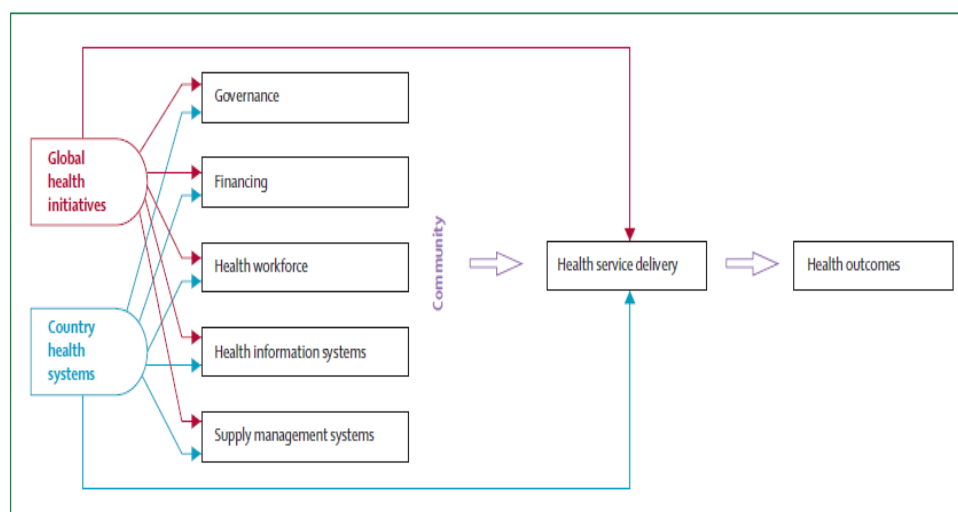 Global
health
initiatives
Country
health
systems
Governance
Financing
Health workforce
Health information systems
Supply management systems
Community
Health service delivery
Health outcomes